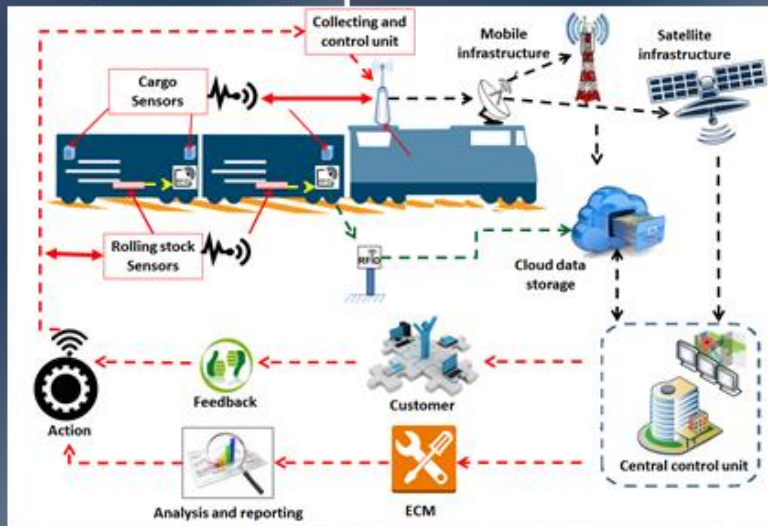 Collecting and
control unit
Mobile
infrastructure
Satellite
infrastructure
Cargo
Sensors
Rolling stock
Sensors
RFID
Cloud data
storage
Feedback
Customer
Action
Analysis and reporting
ECM
Central control unit